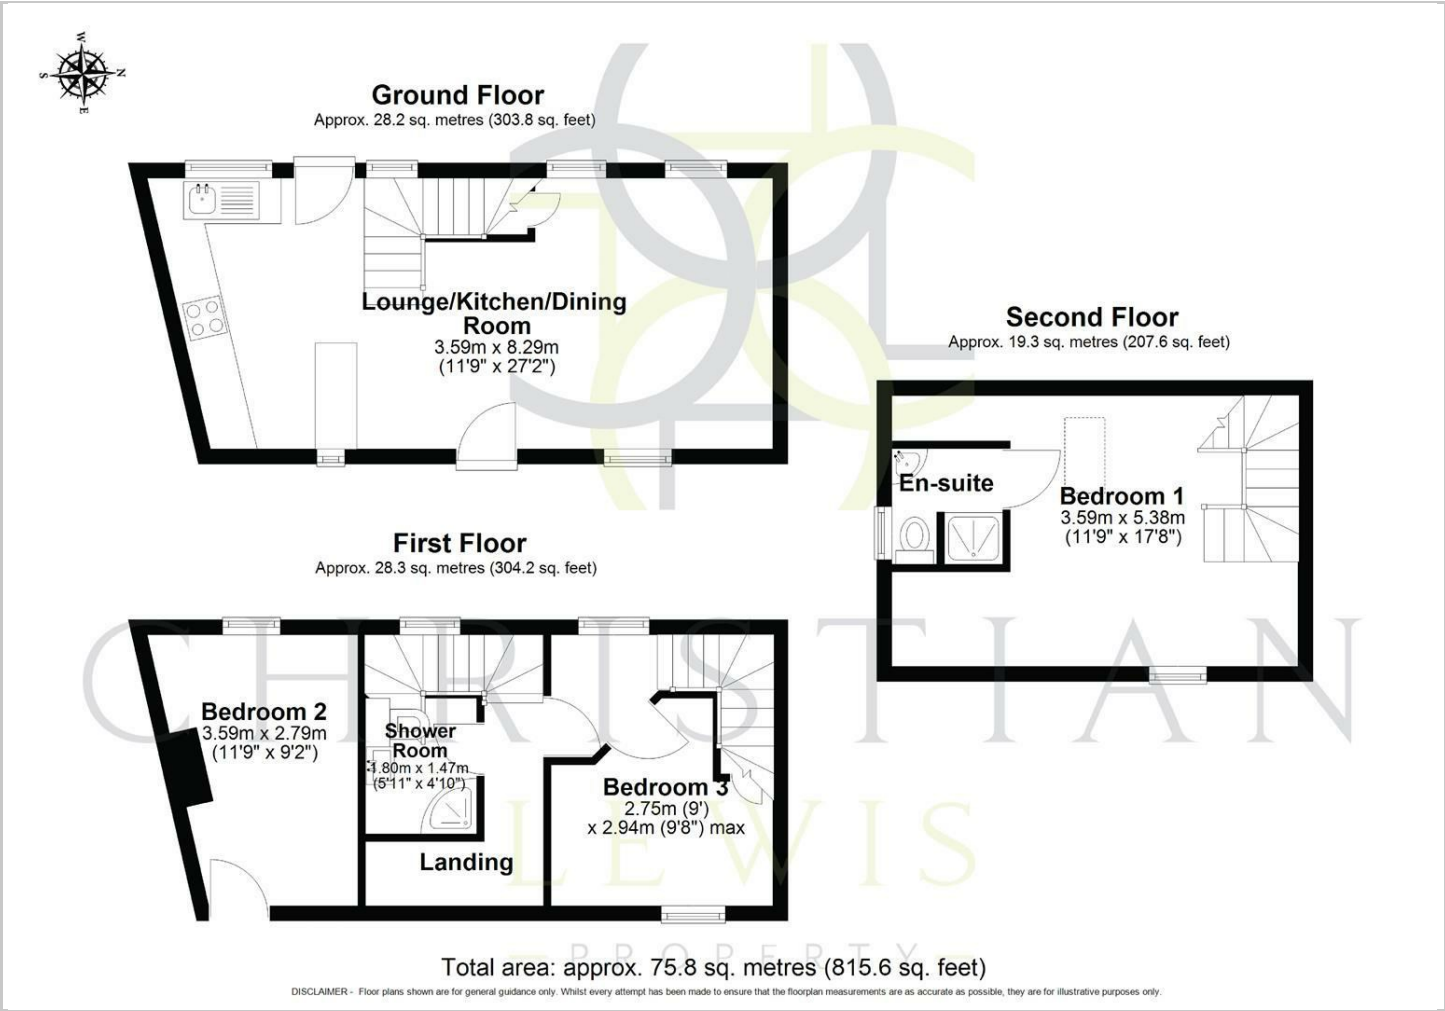 W
S
N
E
Ground Floor
Approx. 28.2 sq. metres (303.8 sq. feet)
Lounge/Kitchen/Dining
Room
3.59m x 8.29m
(11'9" x 27'2")
Second Floor
Approx. 19.3 sq. metres (207.6 sq. feet)
En-suite
Bedroom 1
3.59m x 5.38m
(11'9" x 17'8")
First Floor
Approx. 28.3 sq. metres (304.2 sq. feet)
Bedroom 2
3.59m x 2.79m
(11'9" x 9'2")
Shower
Room
1.80m x 1.47m
(5'11" x 4'10")
Bedroom 3
2.75m (9')
x 2.94m (9'8") max
Landing
CHRISTIAN
LEWIS
PROPERTY
Total area: approx. 75.8 sq. metres (815.6 sq. feet)
DISCLAIMER - Floor plans shown are for general guidance only. Whilst every attempt has been made to ensure that the floorplan measurements are as accurate as possible, they are for illustrative purposes only.